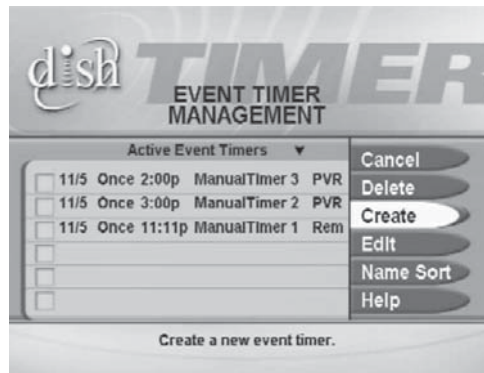 dish
TIMER
EVENT TIMER
MANAGEMENT
Active Event Timers
11/5 Once 2:00p ManualTimer 3 PVR
11/5 Once 3:00p ManualTimer 2 PVR
11/5 Once 11:11p ManualTimer 1 Rem
Cancel
Delete
Create
Edit
Name Sort
Help
Create a new event timer.